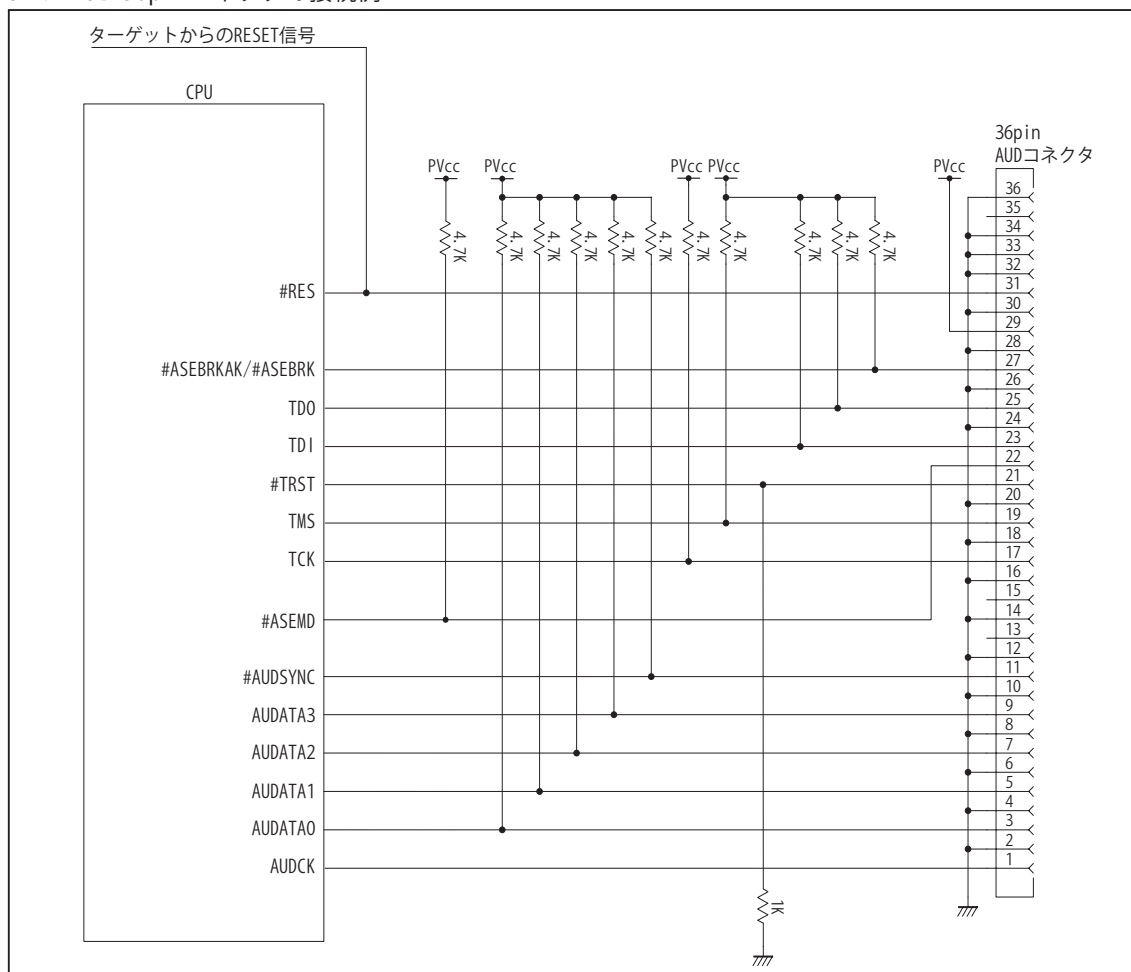 ターゲットからのRESET信号
CPU
36pin
AUDコネクタ
PVcc
PVcc
PVcc
PVcc
PVcc
4.7K
4.7K
4.7K
4.7K
4.7K
4.7K
4.7K
4.7K
4.7K
4.7K
4.7K
#RES
#ASEBRKAK/#ASEBRK
TDO
TDI
#TRST
TMS
TCK
#ASEMD
#AUDSYNC
AUDATA3
AUDATA2
AUDATA1
AUDATA0
AUDCK
1K
36
35
34
33
32
31
30
29
28
27
26
25
24
23
22
21
20
19
18
17
16
15
14
13
12
11
10
9
8
7
6
5
4
3
2
1